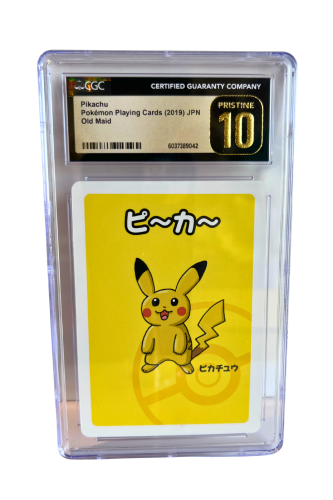 CGC
CERTIFIED GUARANTY COMPANY
Pikachu
Pokémon Playing Cards (2019) JPN
Old Maid
6037389042
PRISTINE
10
ピ〜カ〜
ピカチュウ